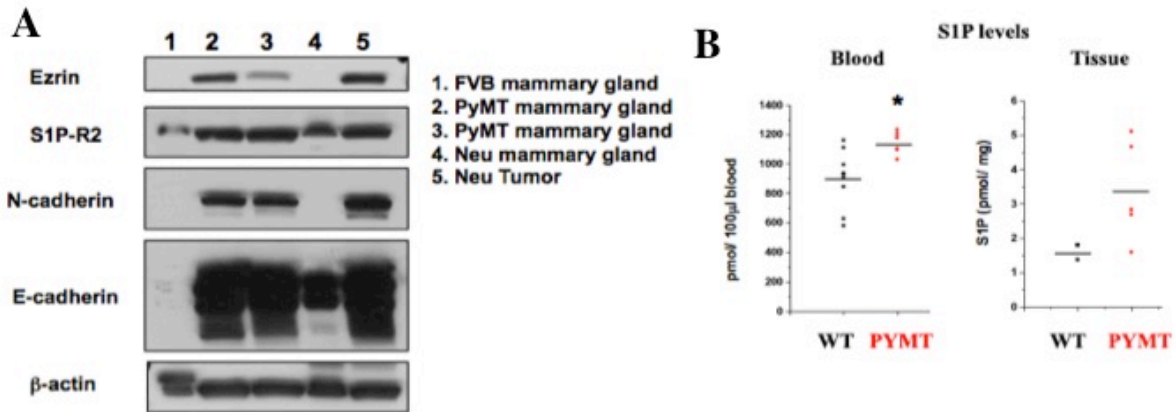 A
1 2 3 4 5
Ezrin
S1P-R2
N-cadherin
E-cadherin
β-actin
1. FVB mammary gland
2. PyMT mammary gland
3. PyMT mammary gland
4. Neu mammary gland
5. Neu Tumor
B
S1P levels
Blood
*
pmol/ 100μl blood
1400
1200
1000
800
600
400
200
0
WT PYMT
Tissue
S1P (pmol/ mg)
6
5
4
3
2
1
0
WT PYMT